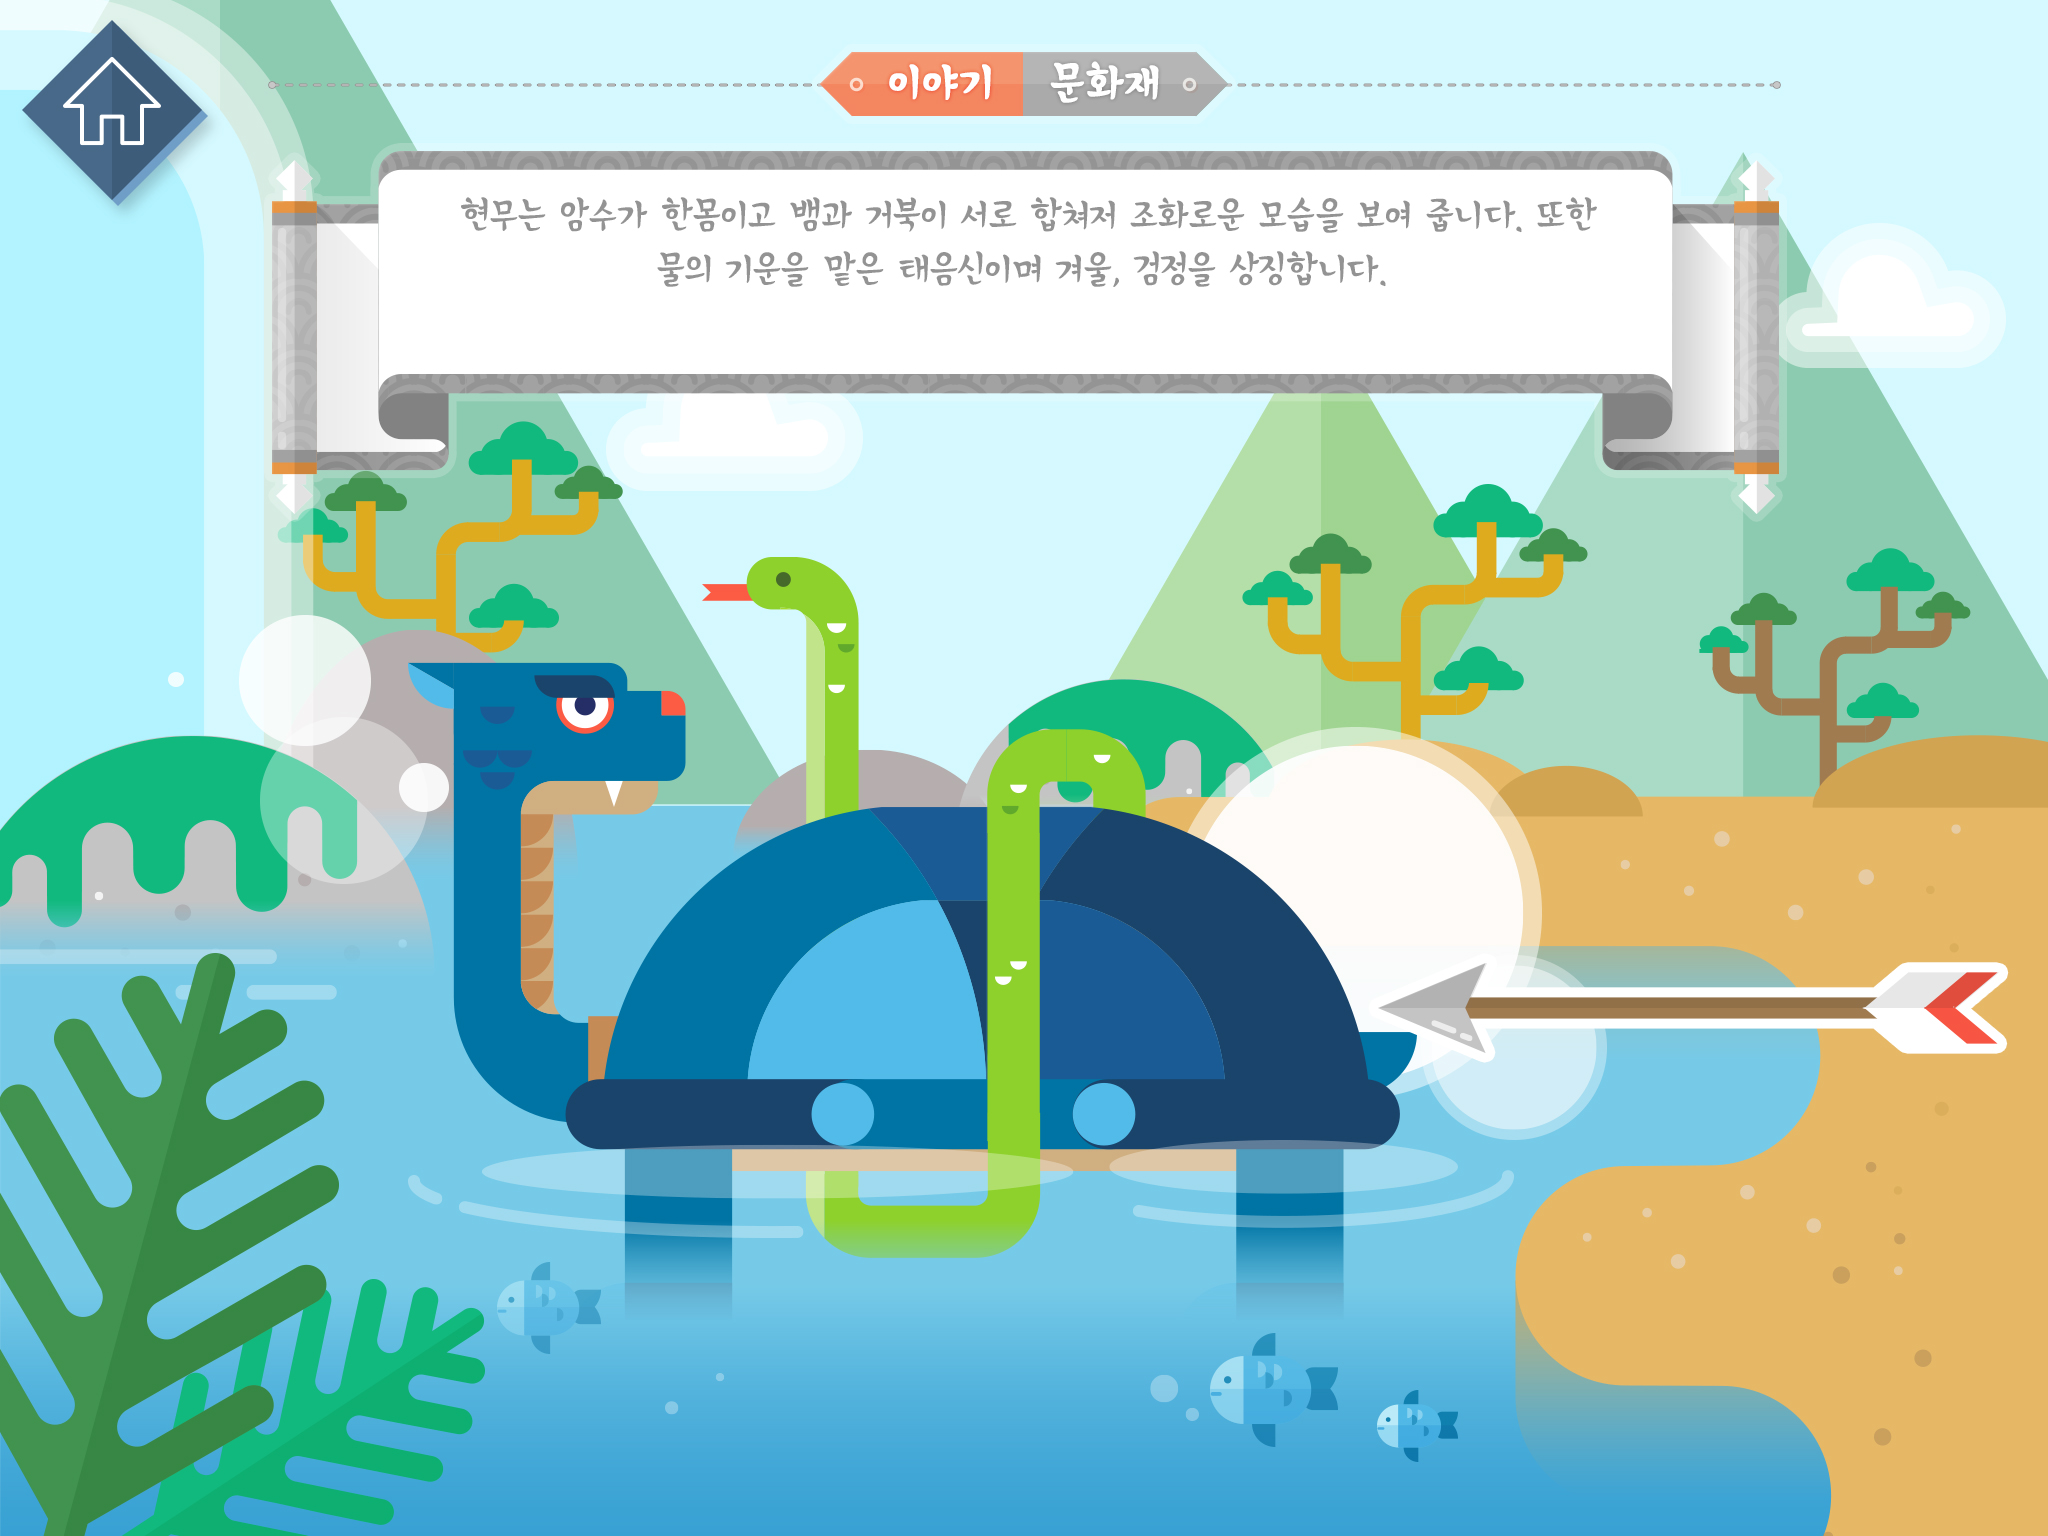 이야기 문화재
현무는 암수가 한몸이고 뱀과 거북이 서로 합쳐저 조화로운 모습을 보여 줍니다. 또한
물의 기운을 맡은 태음신이며 겨울, 검정을 상징합니다.